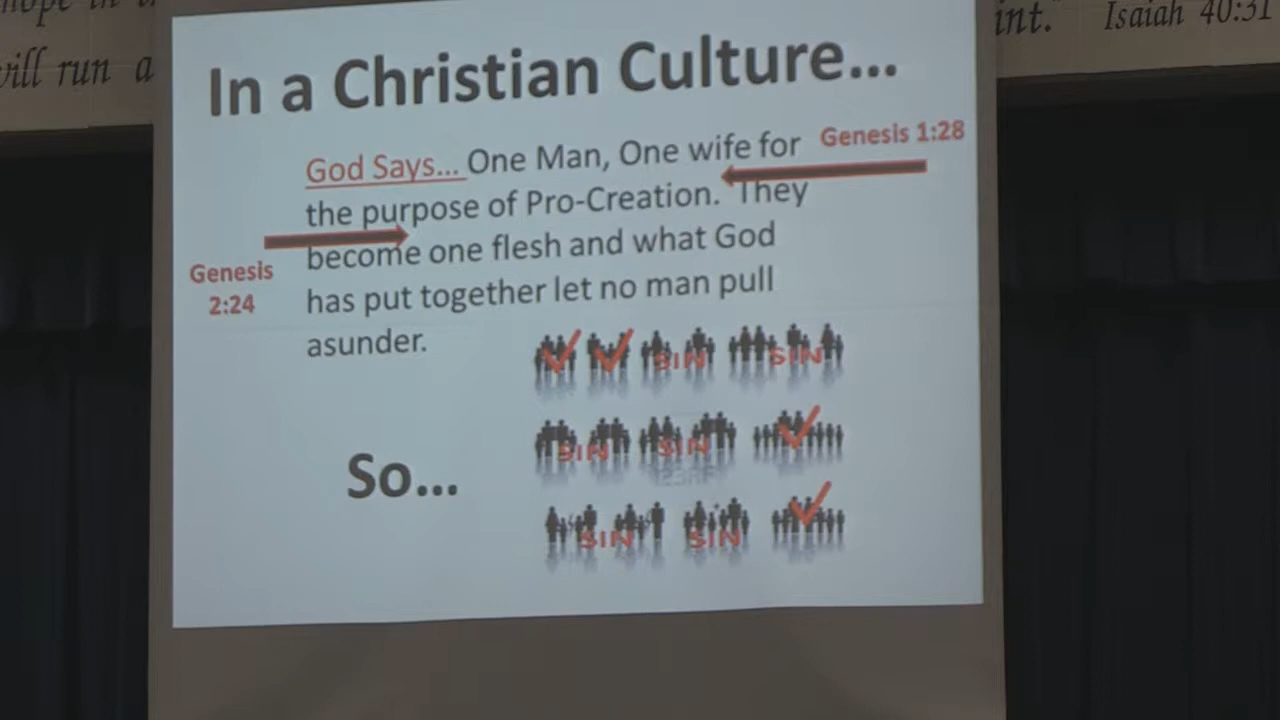 hope in
int." Isaiah 40:31
will run a
In a Christian Culture...
God Says... One Man, One wife for
Genesis 1:28
the purpose of Pro-Creation. They
become one flesh and what God
Genesis
2:24
has put together let no man pull
asunder.
SIN SIN
So...
SIN SIN
SIN SIN